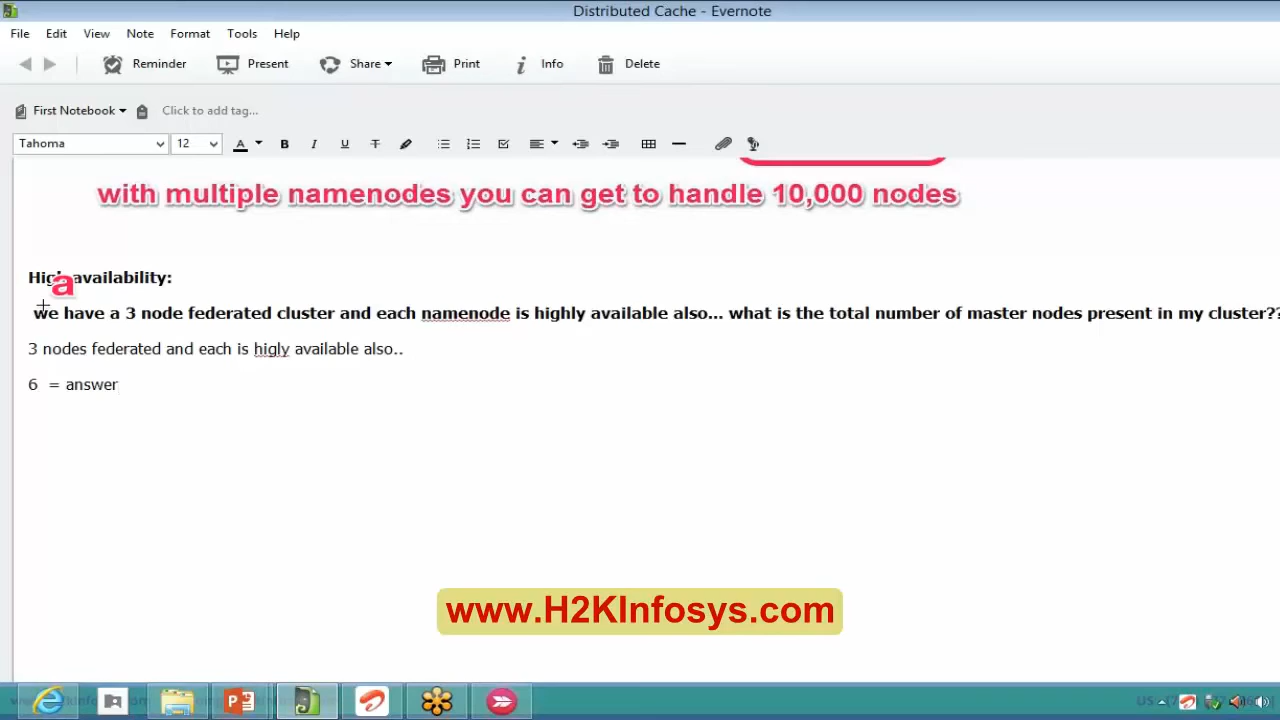 Distributed Cache - Evernote
File Edit View Note Format Tools Help
Reminder Present Share Print Info Delete
First Notebook Click to add tag...
Tahoma 12 A B I U T
with multiple namenodes you can get to handle 10,000 nodes
High availability:
a
we have a 3 node federated cluster and each namenode is highly available also... what is the total number of master nodes present in my cluster??
3 nodes federated and each is higly available also..
6 = answer
www.H2KInfosys.com
US